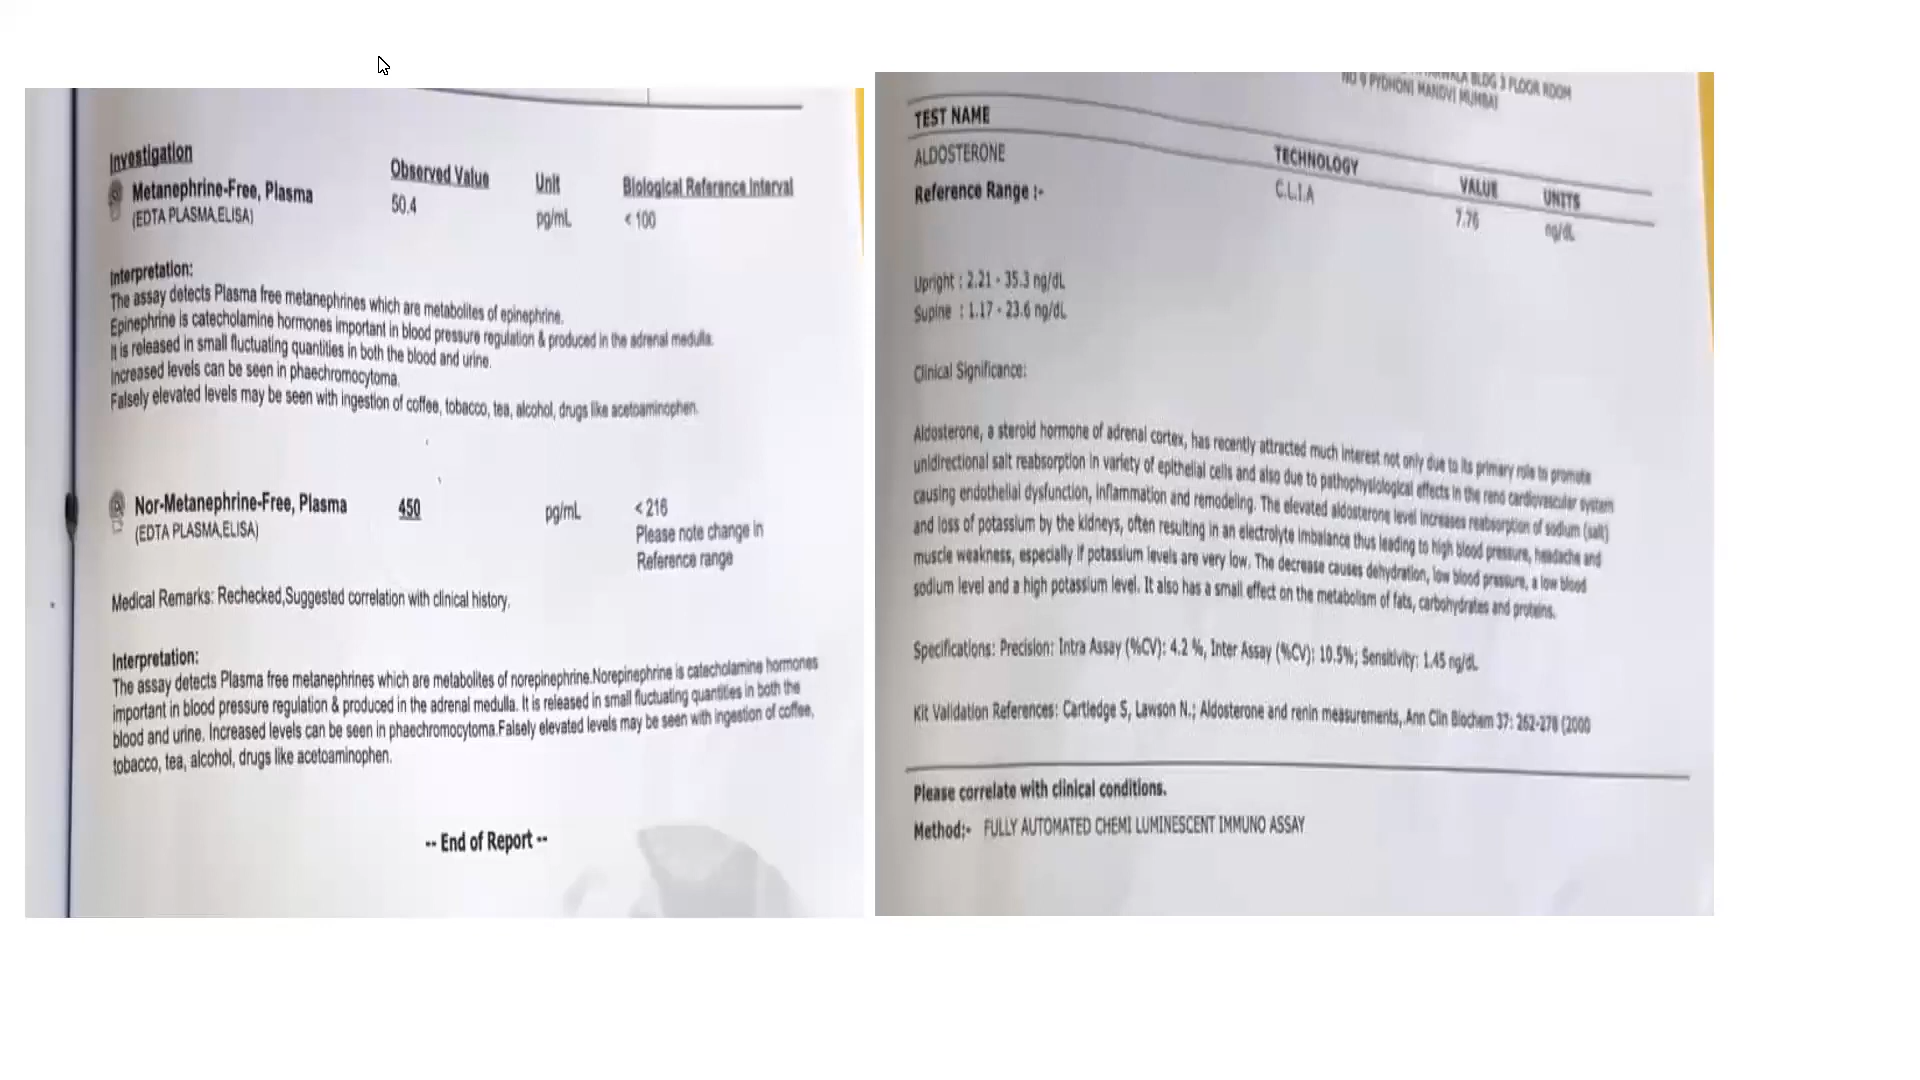 Investigation
Observed Value
Unit
Biological Reference Interval
Metanephrine-Free, Plasma
50.4
pg/mL
< 100
(EDTA PLASMA,ELISA)
Interpretation:
The assay detects Plasma free metanephrines which are metabolites of epinephrine.
Epinephrine is catecholamine hormones important in blood pressure regulation & produced in the adrenal medulla.
It is released in small fluctuating quantities in both the blood and urine.
Increased levels can be seen in phaechromocytoma.
Falsely elevated levels may be seen with ingestion of coffee, tobacco, tea, alcohol, drugs like acetoaminophen.
Nor-Metanephrine-Free, Plasma
450
pg/mL
< 216
(EDTA PLASMA,ELISA)
Please note change in
Reference range
Medical Remarks: Rechecked,Suggested correlation with clinical history.
Interpretation:
The assay detects Plasma free metanephrines which are metabolites of norepinephrine.Norepinephrine is catecholamine hormones
important in blood pressure regulation & produced in the adrenal medulla. It is released in small fluctuating quantities in both the
blood and urine. Increased levels can be seen in phaechromocytoma.Falsely elevated levels may be seen with ingestion of coffee,
tobacco, tea, alcohol, drugs like acetoaminophen.
-- End of Report --
BLDG 3 FLOOR ROOM
NO 9 PYDHONI MANDVI MUMBAI
TEST NAME
TECHNOLOGY
VALUE
UNITS
ALDOSTERONE
C.L.I.A
7.76
ng/dL
Reference Range :-
Upright : 2.21 - 35.3 ng/dL
Supine : 1.17 - 23.6 ng/dL
Clinical Significance:
Aldosterone, a steroid hormone of adrenal cortex, has recently attracted much interest not only due to its primary role to promote
unidirectional salt reabsorption in variety of epithelial cells and also due to pathophysiological effects in the reno cardiovascular system
causing endothelial dysfunction, inflammation and remodeling. The elevated aldosterone level increases reabsorption of sodium (salt)
and loss of potassium by the kidneys, often resulting in an electrolyte imbalance thus leading to high blood pressure, headache and
muscle weakness, especially if potassium levels are very low. The decrease causes dehydration, low blood pressure, a low blood
sodium level and a high potassium level. It also has a small effect on the metabolism of fats, carbohydrates and proteins.
Specifications: Precision: Intra Assay (%CV): 4.2 %, Inter Assay (%CV): 10.5%; Sensitivity: 1.45 ng/dL
Kit Validation References: Cartledge S, Lawson N.; Aldosterone and renin measurements, Ann Clin Biochem 37: 262-278 (2000
Please correlate with clinical conditions.
Method:- FULLY AUTOMATED CHEMI LUMINESCENT IMMUNO ASSAY